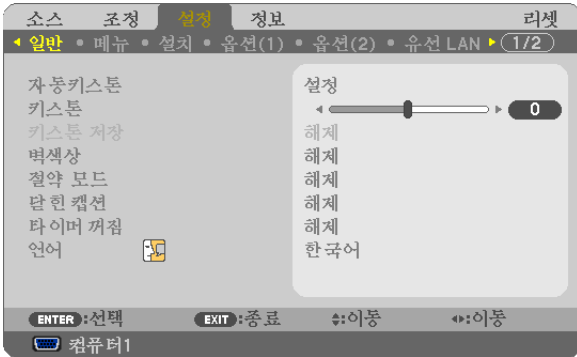 소스 조정 설정 정보 리셋
일반 • 메뉴 • 설치 • 옵션(1) • 옵션(2) • 유선 LAN 1/2
자동키스톤 설정
키스톤 0
키스톤 저장 해제
벽색상 해제
절약 모드 해제
닫힌 캡션 해제
타이머 꺼짐 해제
언어 한국어
ENTER :선택 EXIT :종료 :이동 :이동
컴퓨터1